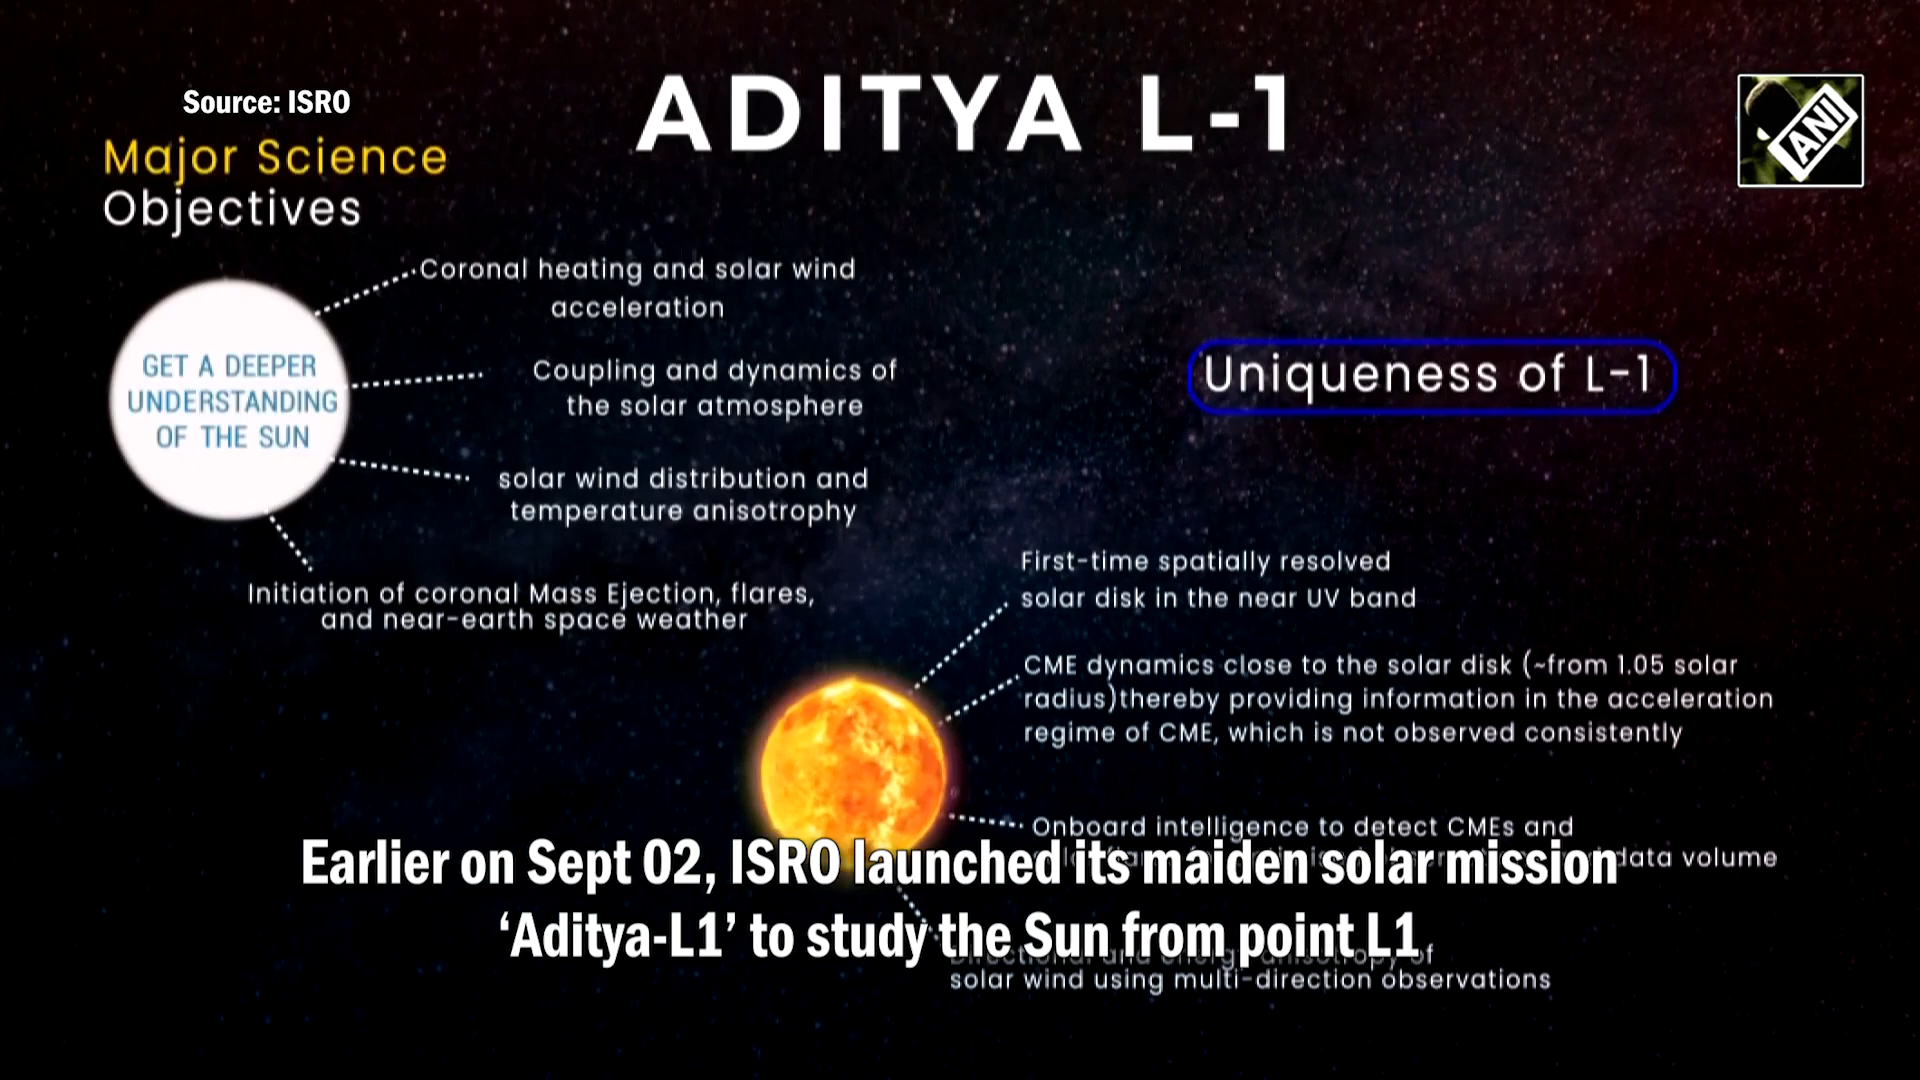 Source: ISRO
ADITYA L-1
ANI
Major Science
Objectives
GET A DEEPER
UNDERSTANDING
OF THE SUN
Coronal heating and solar wind
acceleration
Coupling and dynamics of
the solar atmosphere
solar wind distribution and
temperature anisotrophy
Initiation of coronal Mass Ejection, flares,
and near-earth space weather
Uniqueness of L-1
First-time spatially resolved
solar disk in the near UV band
CME dynamics close to the solar disk (~from 1.05 solar
radius)thereby providing information in the acceleration
regime of CME, which is not observed consistently
Onboard intelligence to detect CMEs and
data volume
Directional and energy anisotropy of
solar wind using multi-direction observations
Earlier on Sept 02, ISRO launched its maiden solar mission
‘Aditya-L1’ to study the Sun from point L1